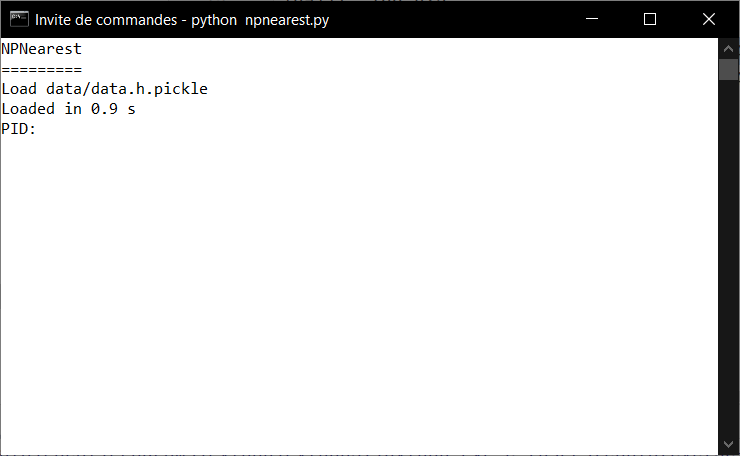 Invite de commandes - python  npnearest.py
NPNearest
=========
Load data/data.h.pickle
Loaded in 0.9 s
PID: